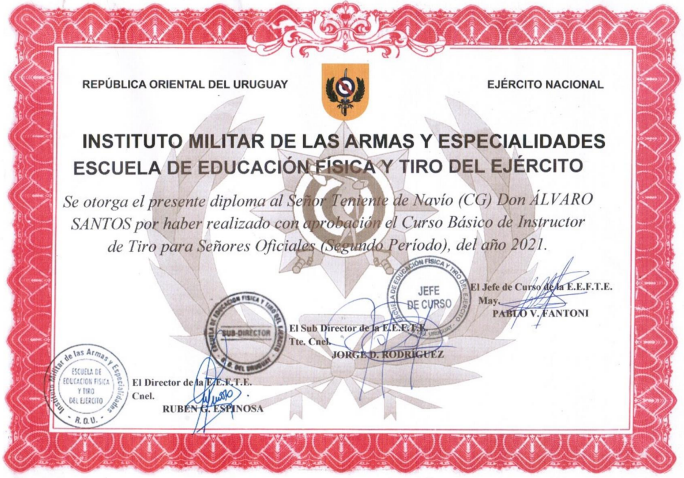 REPÚBLICA ORIENTAL DEL URUGUAY
EJÉRCITO NACIONAL
INSTITUTO MILITAR DE LAS ARMAS Y ESPECIALIDADES
ESCUELA DE EDUCACIÓN FÍSICA Y TIRO DEL EJÉRCITO
Se otorga el presente diploma al Señor Teniente de Navío (CG) Don ÁLVARO
SANTOS por haber realizado con aprobación el Curso Básico de Instructor
de Tiro para Señores Oficiales (Segundo Período), del año 2021.
ESCUELA DE EDUCACIÓN FÍSICA Y TIRO DEL EJÉRCITO
JEFE
DE CURSO
El Jefe de Curso de la E.E.F.T.E.
May.
PABLO V. FANTONI
ESCUELA DE EDUCACION FISICA Y TIRO DEL EJERCITO
SUB-DIRECTOR
R. O. DEL URUGUAY
El Sub Director de la E.E.F.T.E.
Tte. Cnel.
JORGE D. RODRÍGUEZ
Instituto Militar de las Armas y Especialidades
ESCUELA DE
EDUCACIÓN FÍSICA
Y TIRO
DEL EJÉRCITO
- R.O.U. -
El Director de la E.E.F.T.E.
Cnel.
RUBÉN G. ESPINOSA